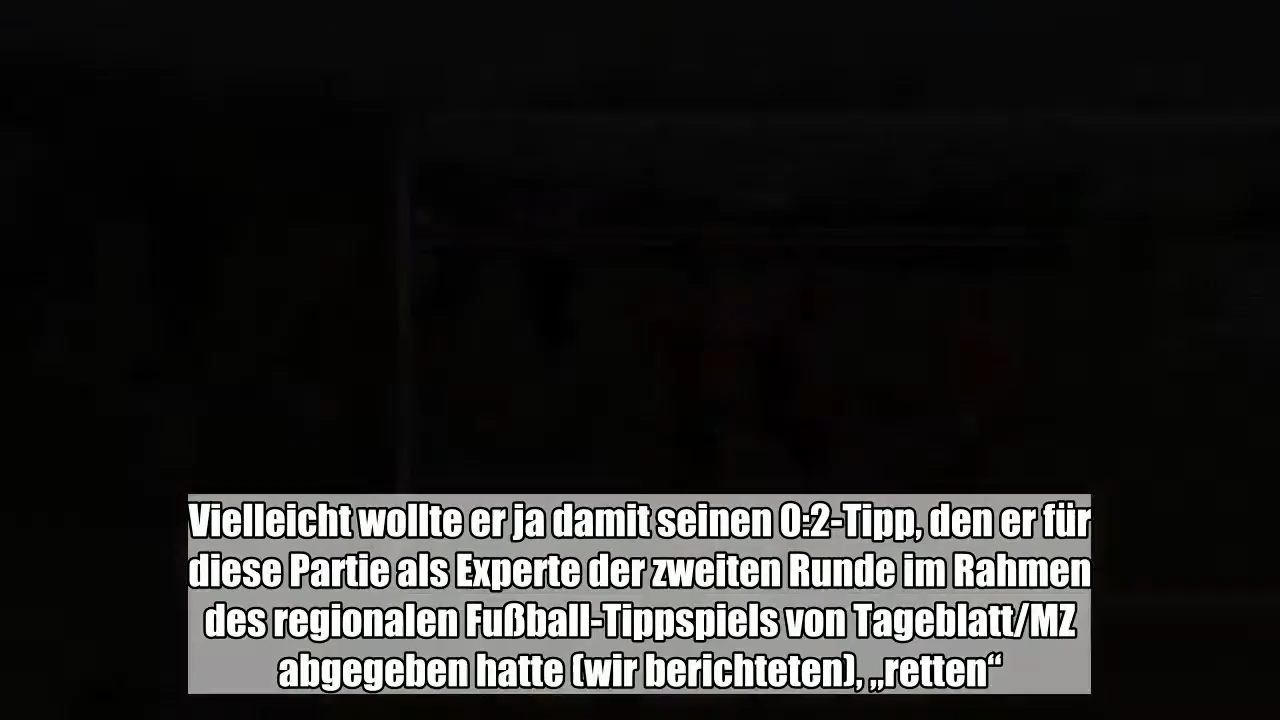 Vielleicht wollte er ja damit seinen 0:2-Tipp, den er für
diese Partie als Experte der zweiten Runde im Rahmen
des regionalen Fußball-Tippspiels von Tageblatt/MZ
abgegeben hatte (wir berichteten), „retten“